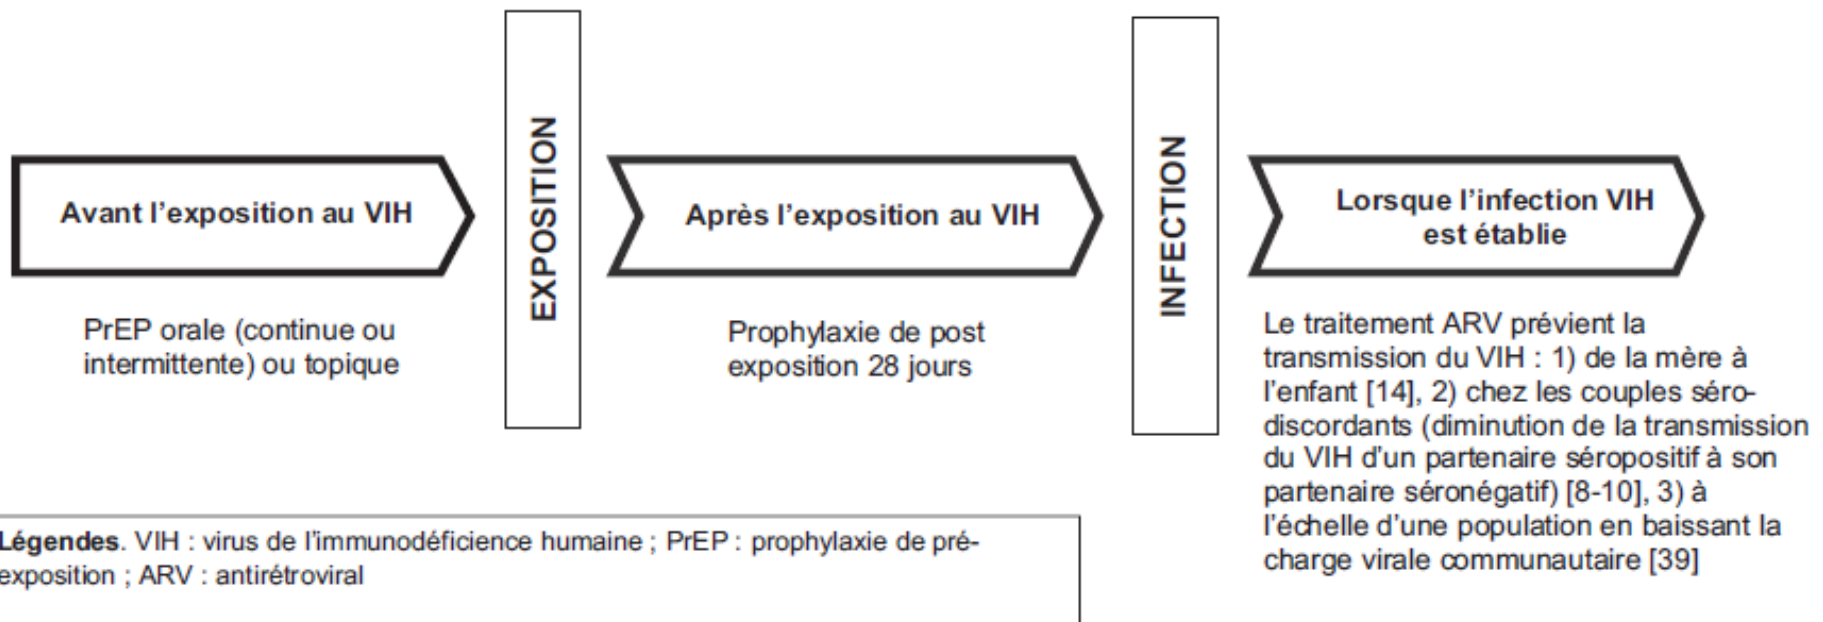 Avant l'exposition au VIH
PrEP orale (continue ou
intermittente) ou topique
EXPOSITION
Après l'exposition au VIH
Prophylaxie de post
exposition 28 jours
INFECTION
Lorsque l'infection VIH
est établie
Le traitement ARV prévient la
transmission du VIH : 1) de la mère à
l'enfant [14], 2) chez les couples séro-
discordants (diminution de la transmission
du VIH d'un partenaire séropositif à son
partenaire séronégatif) [8-10], 3) à
l'échelle d'une population en baissant la
charge virale communautaire [39]
Légendes. VIH : virus de l'immunodéficience humaine ; PrEP : prophylaxie de pré-
exposition ; ARV : antirétroviral